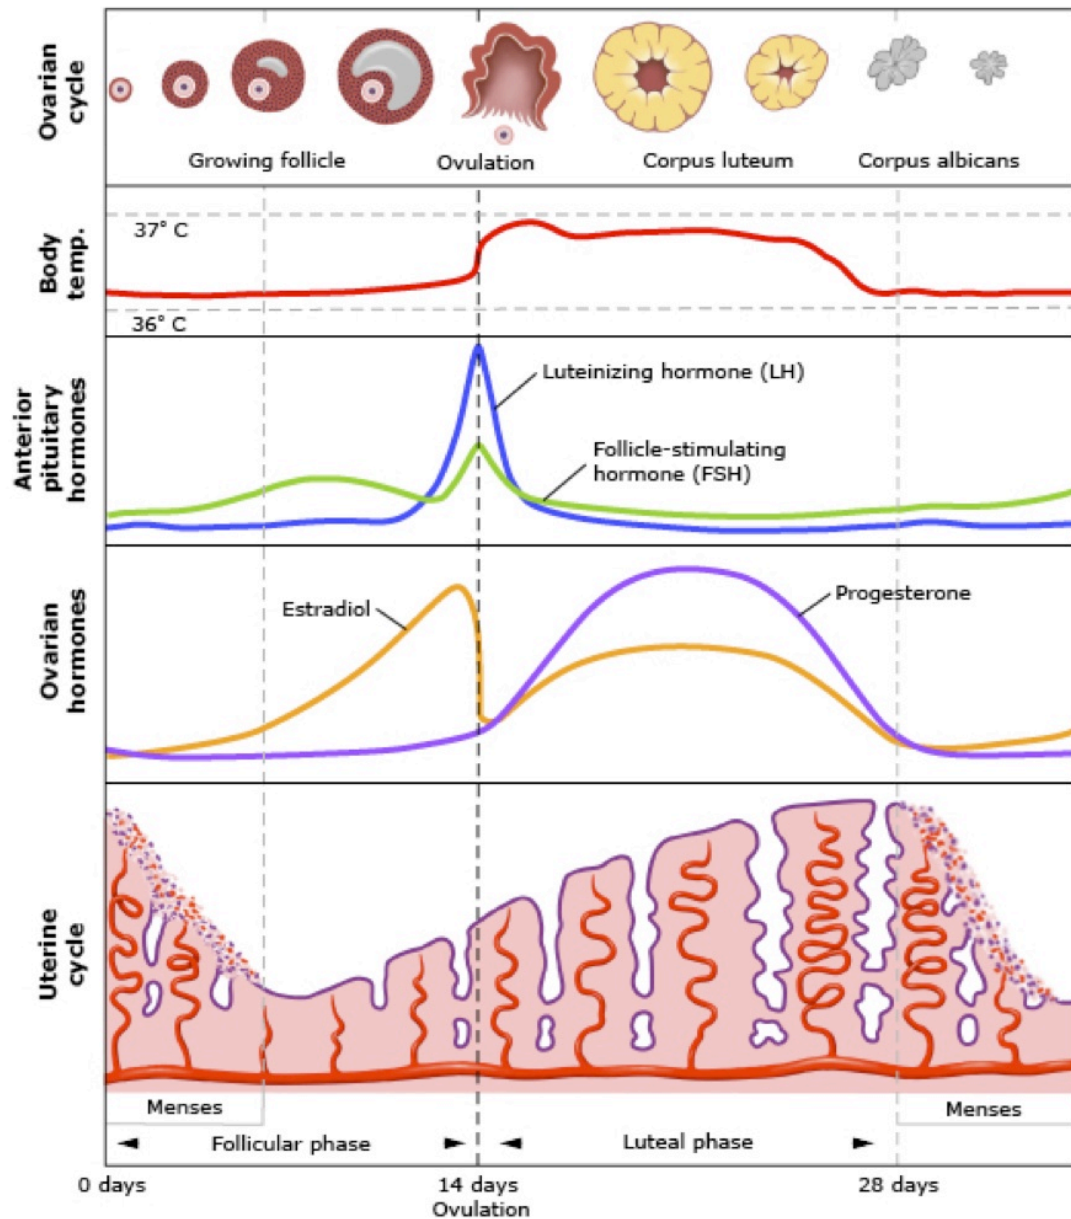 Ovarian
cycle
Growing follicle
Ovulation
Corpus luteum
Corpus albicans
Body
temp.
37° C
36° C
Anterior
pituitary
hormones
Luteinizing hormone (LH)
Follicle-stimulating
hormone (FSH)
Ovarian
hormones
Estradiol
Progesterone
Uterine
cycle
Menses
Menses
Follicular phase
Luteal phase
0 days
14 days
Ovulation
28 days